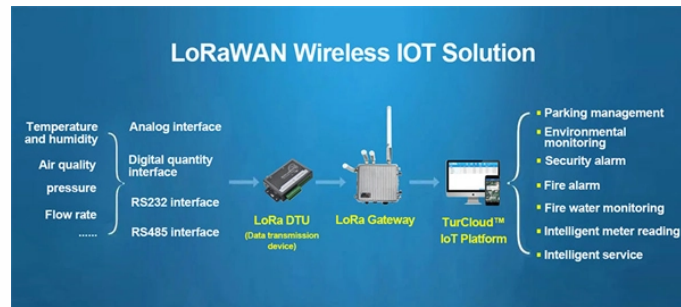 LoRaWAN Wireless IOT Solution
Temperature
and humidity
Air quality
pressure
Flow rate
......
Analog interface
Digital quantity
interface
RS232 interface
RS485 interface
LoRa DTU
(Data transmission
device)
LoRa Gateway
TurCloud™
IoT Platform
Parking management
Environmental
monitoring
Security alarm
Fire alarm
Fire water monitoring
Intelligent meter reading
Intelligent service